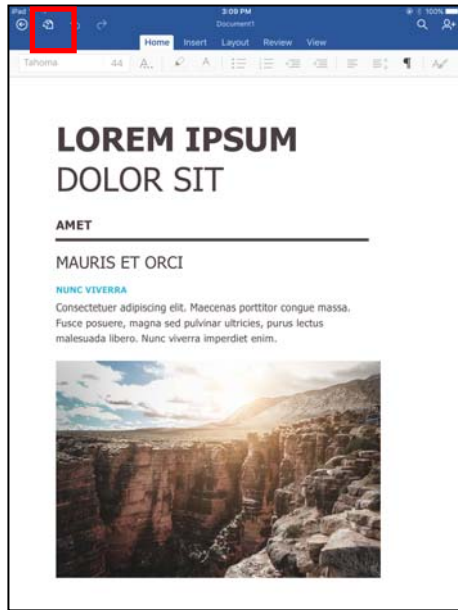 iPad 3:09 PM 100%
Document1
Home Insert Layout Review View
Tahoma 44 A A
LOREM IPSUM
DOLOR SIT
AMET
MAURIS ET ORCI
NUNC VIVERRA
Consectetuer adipiscing elit. Maecenas porttitor congue massa.
Fusce posuere, magna sed pulvinar ultricies, purus lectus
malesuada libero. Nunc viverra imperdiet enim.